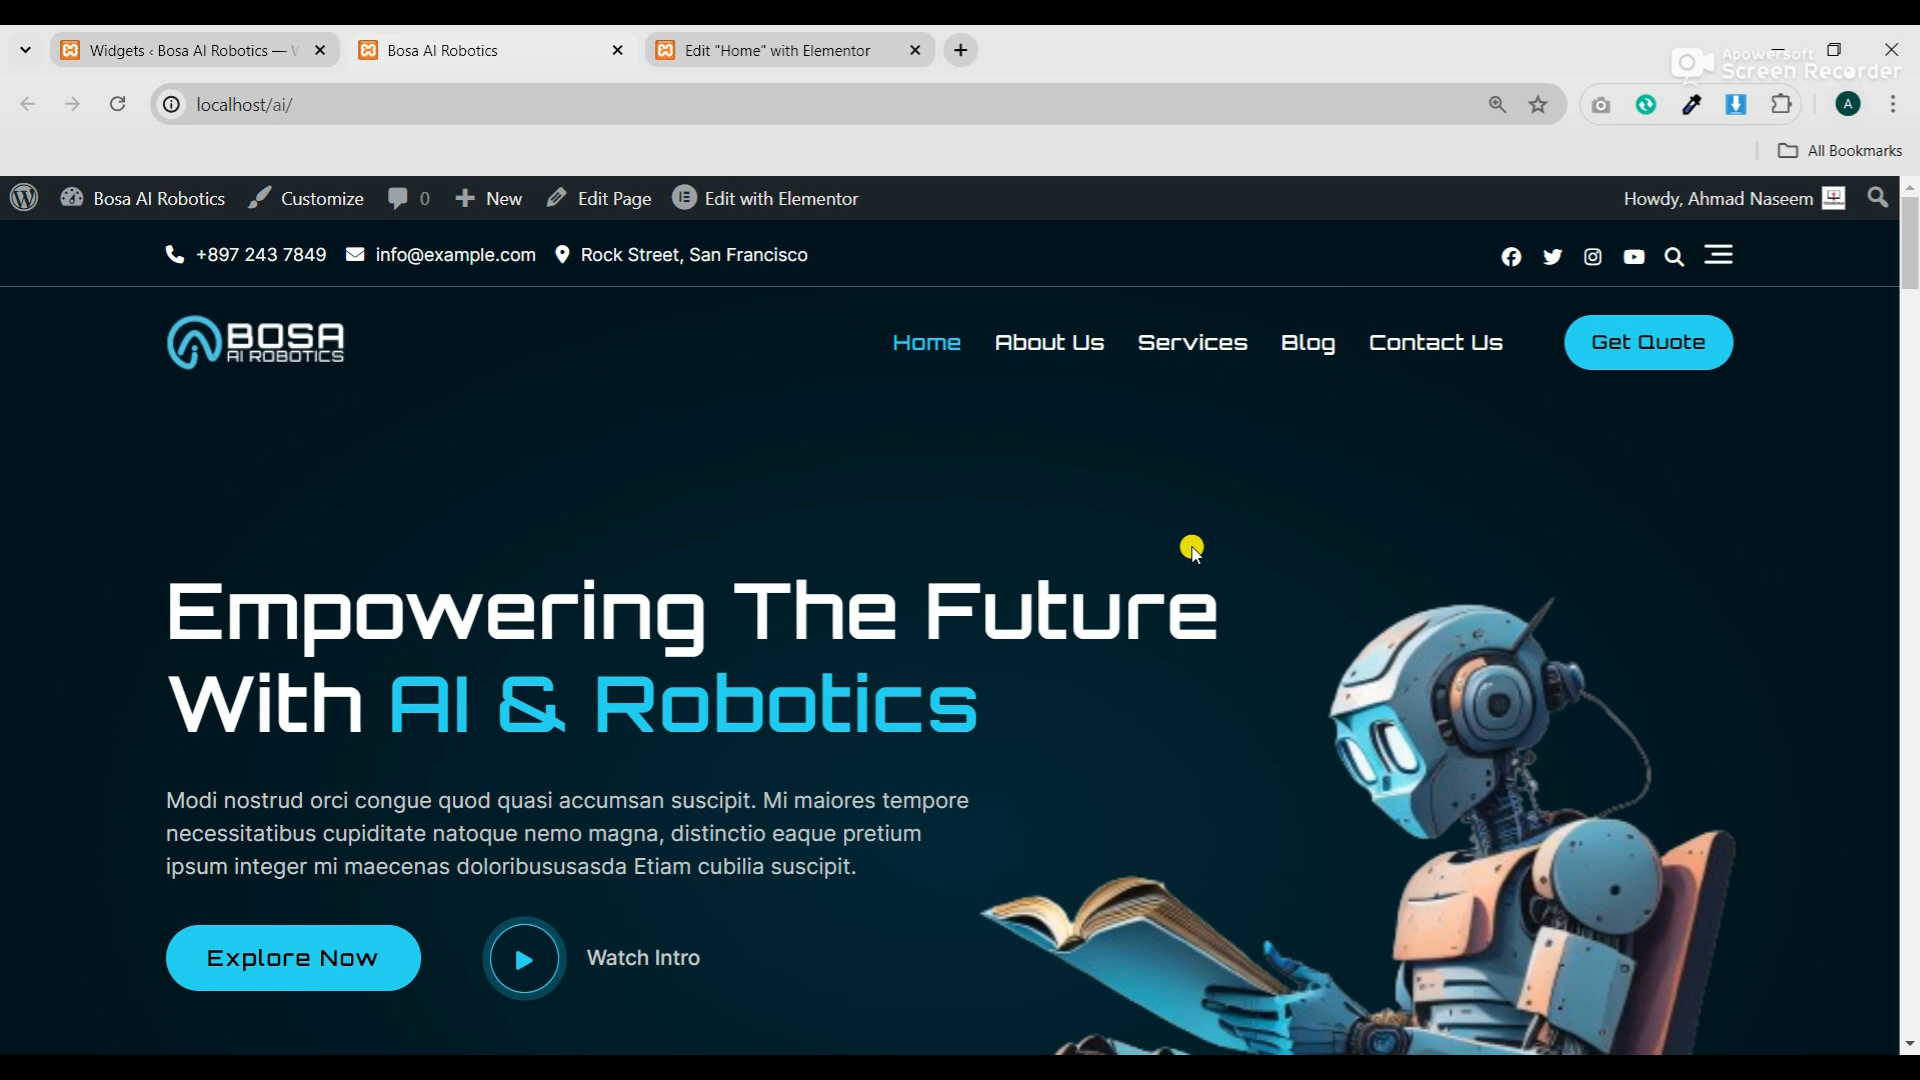 Widgets ‹ Bosa AI Robotics — W
Bosa AI Robotics
Edit "Home" with Elementor
Apowersoft
Screen Recorder
localhost/ai/
A
All Bookmarks
Bosa AI Robotics
Customize
0
New
Edit Page
Edit with Elementor
Howdy, Ahmad Naseem
+897 243 7849
info@example.com
Rock Street, San Francisco
BOSA
AI ROBOTICS
Home
About Us
Services
Blog
Contact Us
Get Quote
Empowering The Future
With AI & Robotics
Modi nostrud orci congue quod quasi accumsan suscipit. Mi maiores tempore
necessitatibus cupiditate natoque nemo magna, distinctio eaque pretium
ipsum integer mi maecenas doloribususasda Etiam cubilia suscipit.
Explore Now
Watch Intro